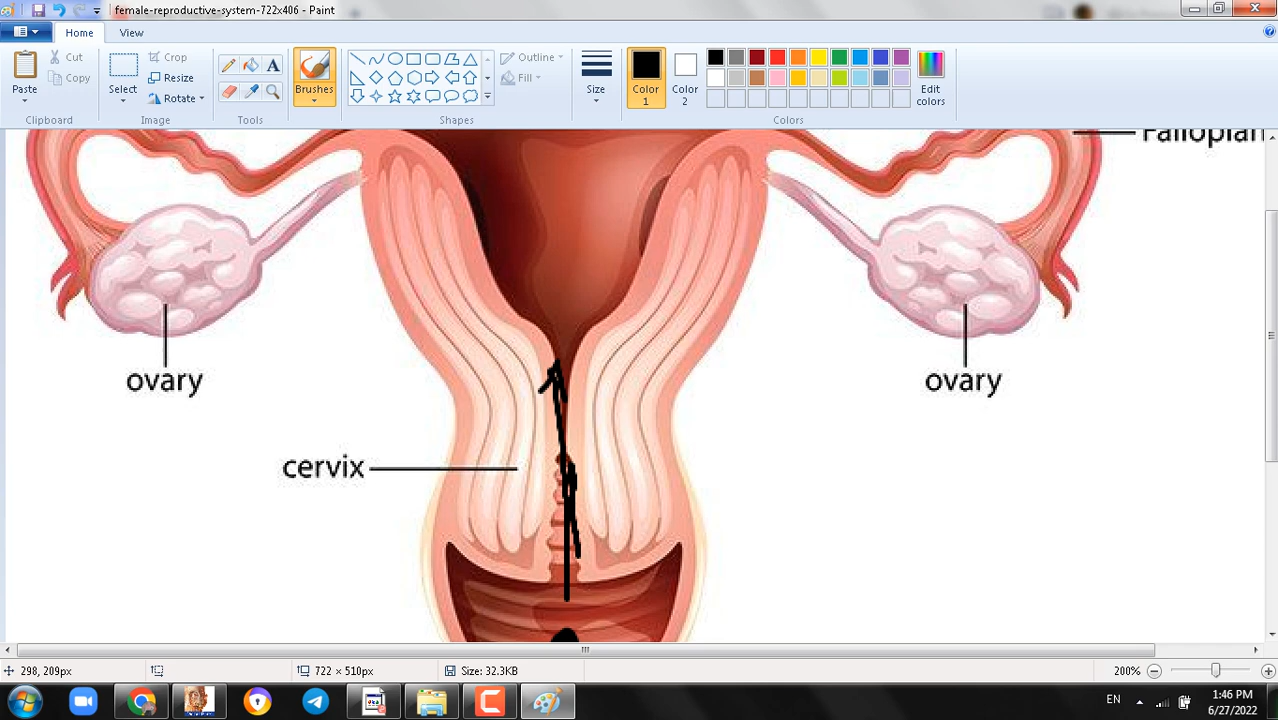 female-reproductive-system-722x406 - Paint
Home
View
Paste
Cut
Copy
Clipboard
Select
Crop
Resize
Rotate
Image
Tools
Brushes
Outline
Fill
Shapes
Size
Color 1
Color 2
Edit colors
Colors
Fallopian
ovary
ovary
cervix
298, 209px
722 × 510px
Size: 32.3KB
200%
EN
1:46 PM
6/27/2022